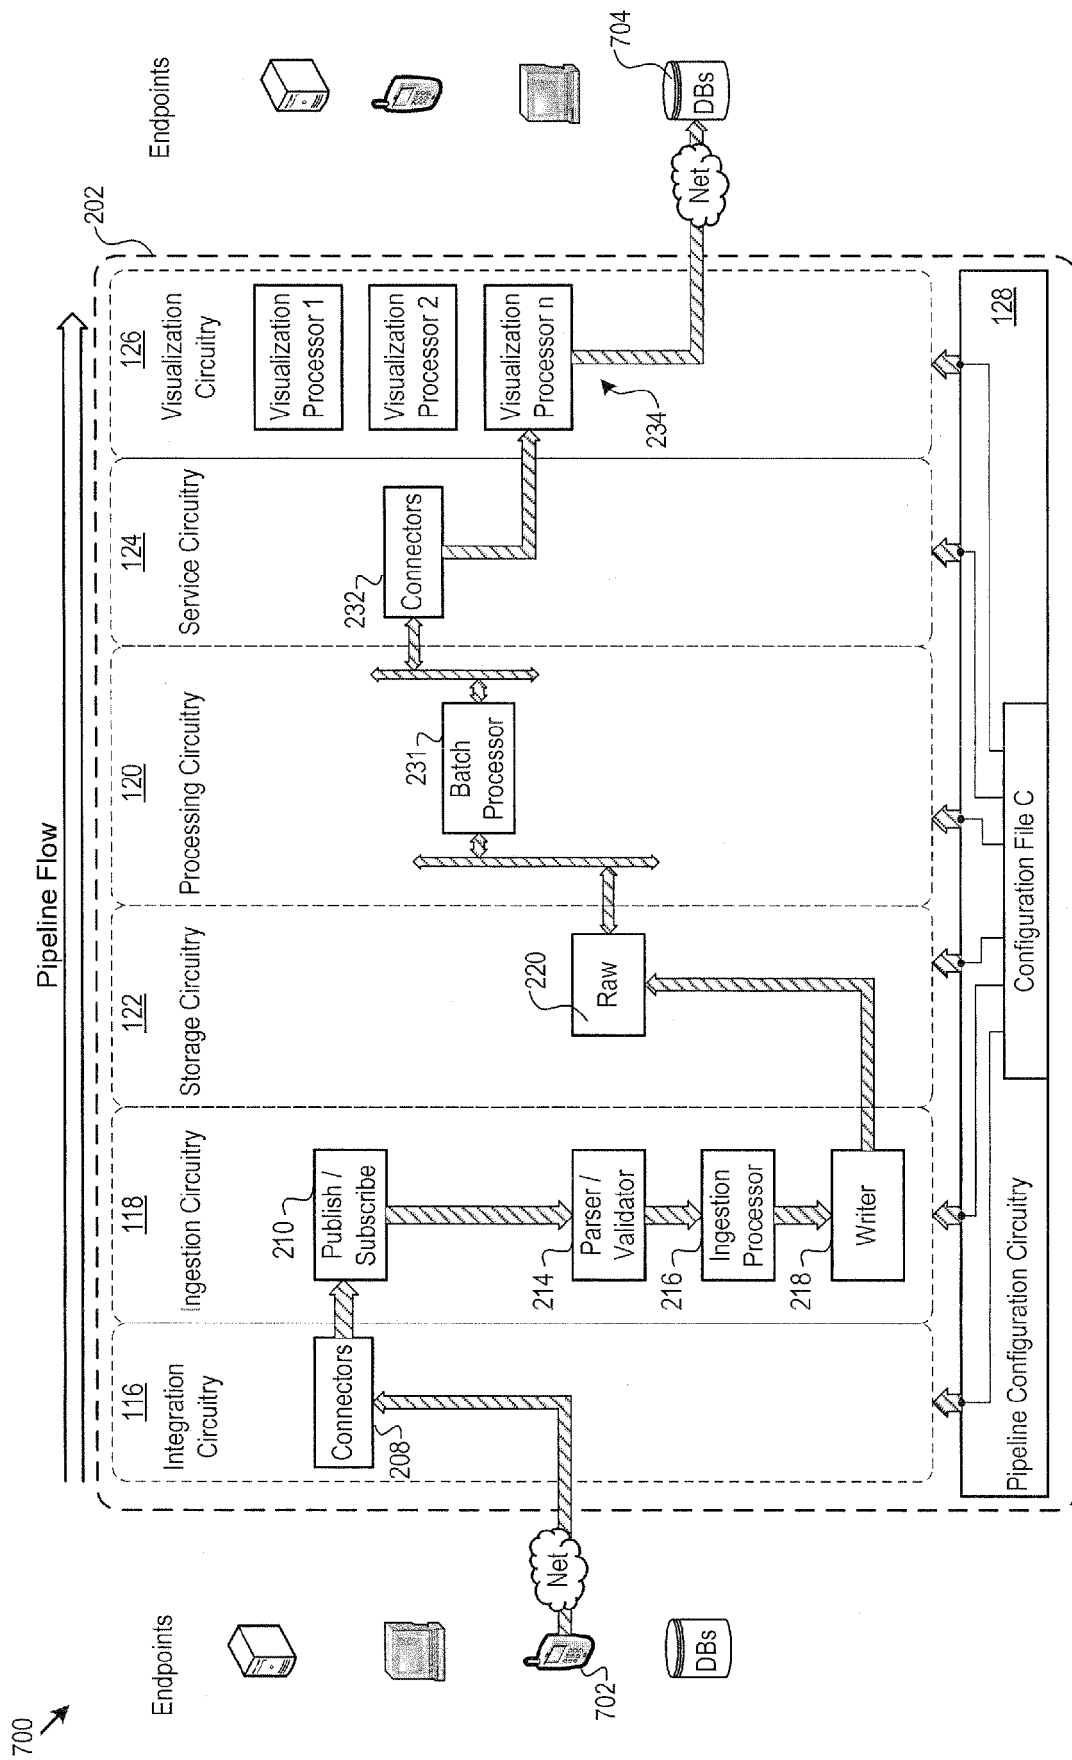 700
Pipeline Flow
202
Endpoints
702
Net
DBs
116
Integration
Circuitry
Connectors
208
118
Ingestion Circuitry
210
Publish /
Subscribe
214
Parser /
Validator
216
Ingestion
Processor
218
Writer
122
Storage Circuitry
220
Raw
120
Processing Circuitry
231
Batch
Processor
124
Service Circuitry
232
Connectors
126
Visualization
Circuitry
Visualization
Processor 1
Visualization
Processor 2
Visualization
Processor n
234
Endpoints
Net
704
DBs
Pipeline Configuration Circuitry
Configuration File C
128